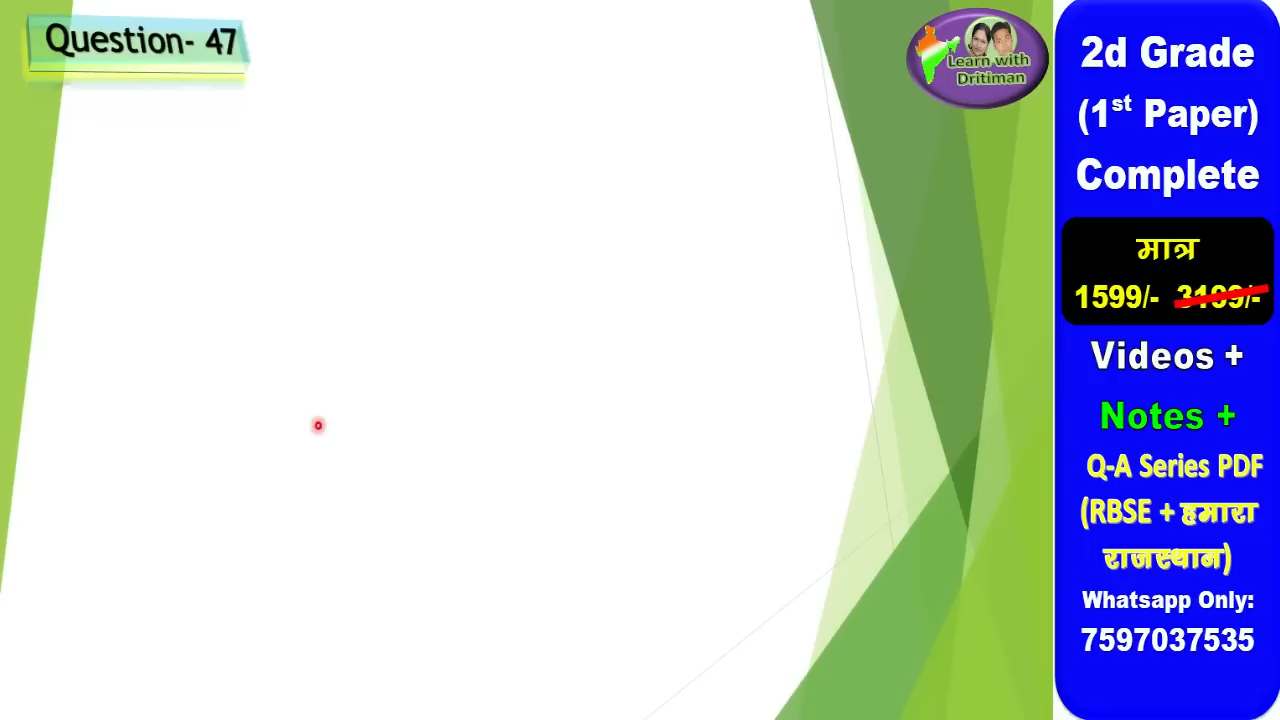 Question- 47
Learn with
Dritiman
2d Grade
(1st Paper)
Complete
मात्र
1599/- 3199/-
Videos +
Notes +
Q-A Series PDF
(RBSE + हमारा
राजस्थान)
Whatsapp Only:
7597037535